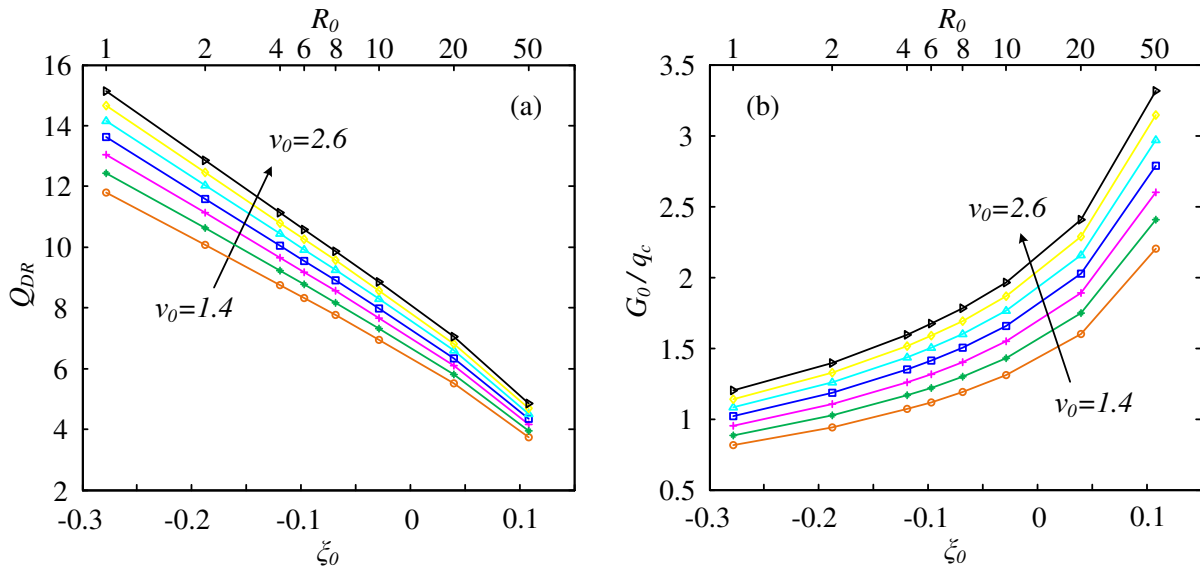 R₀
1 2 4 6 8 10 20 50
16
14
12
10
8
6
4
2
Q_DR
(a)
v₀=2.6
v₀=1.4
-0.3 -0.2 -0.1 0 0.1
ξ₀
R₀
1 2 4 6 8 10 20 50
3.5
3
2.5
2
1.5
1
0.5
G₀/q_c
(b)
v₀=2.6
v₀=1.4
-0.3 -0.2 -0.1 0 0.1
ξ₀